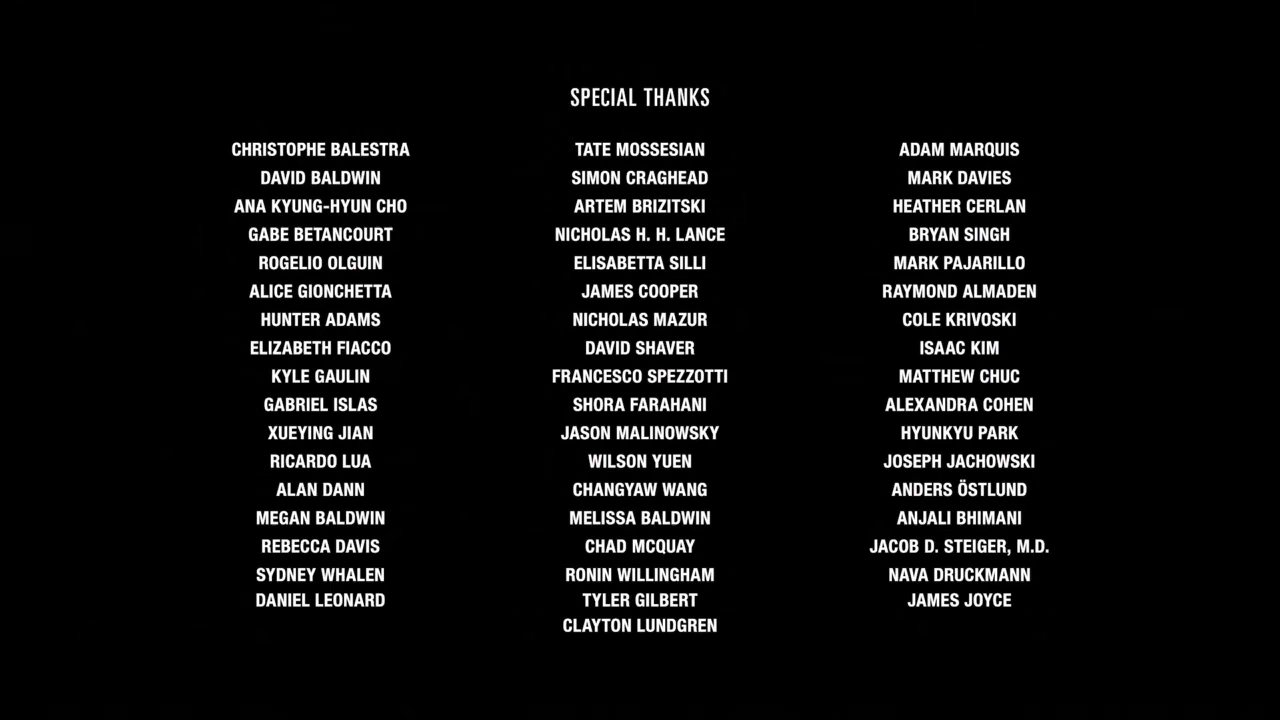 SPECIAL THANKS
CHRISTOPHE BALESTRA
DAVID BALDWIN
ANA KYUNG-HYUN CHO
GABE BETANCOURT
ROGELIO OLGUIN
ALICE GIONCHETTA
HUNTER ADAMS
ELIZABETH FIACCO
KYLE GAULIN
GABRIEL ISLAS
XUEYING JIAN
RICARDO LUA
ALAN DANN
MEGAN BALDWIN
REBECCA DAVIS
SYDNEY WHALEN
DANIEL LEONARD
TATE MOSSESIAN
SIMON CRAGHEAD
ARTEM BRIZITSKI
NICHOLAS H. H. LANCE
ELISABETTA SILLI
JAMES COOPER
NICHOLAS MAZUR
DAVID SHAVER
FRANCESCO SPEZZOTTI
SHORA FARAHANI
JASON MALINOWSKY
WILSON YUEN
CHANGYAW WANG
MELISSA BALDWIN
CHAD MCQUAY
RONIN WILLINGHAM
TYLER GILBERT
CLAYTON LUNDGREN
ADAM MARQUIS
MARK DAVIES
HEATHER CERLAN
BRYAN SINGH
MARK PAJARILLO
RAYMOND ALMADEN
COLE KRIVOSKI
ISAAC KIM
MATTHEW CHUC
ALEXANDRA COHEN
HYUNKYU PARK
JOSEPH JACHOWSKI
ANDERS ÖSTLUND
ANJALI BHIMANI
JACOB D. STEIGER, M.D.
NAVA DRUCKMANN
JAMES JOYCE